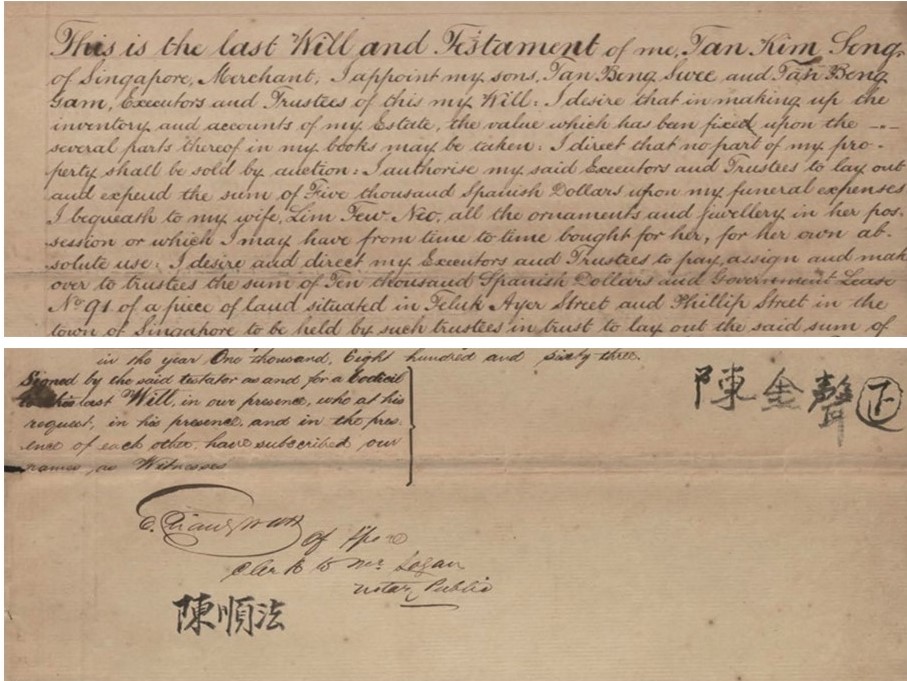 This is the last Will and Testament of me, Tan Kim Seng,
of Singapore, Merchant, I appoint my sons, Tan Beng Swee and Tan Beng
Gam, Executors and Trustees of this my Will: I desire that in making up the
inventory and accounts of my Estate, the value which has been fixed upon the
several parts thereof in my books may be taken: I direct that no part of my pro-
perty shall be sold by auction: I authorise my said Executors and Trustees to lay out
and expend the sum of Five thousand Spanish Dollars upon my funeral expenses
I bequeath to my wife, Lim Tew Neo, all the ornaments and jewellery in her pos-
session or which I may have from time to time bought for her, for her own ab-
solute use: I desire and direct my Executors and Trustees to pay, assign and mak
over to trustees the sum of Ten thousand Spanish Dollars and Government Lease
No 91 of a piece of land situated in Teluk Ayer Street and Phillip Street in the
town of Singapore to be held by such trustees in trust to lay out the said sum of
in the year One thousand, Eight hundred and sixty three.
Signed by the said testator as and for a Codicil
to his last Will, in our presence, who at his
request, in his presence, and in the pres-
ence of each other, have subscribed our
names, as Witnesses
陳金聲
Of Spore
Clerk to Mr. Logan
Notary Public
陳順法